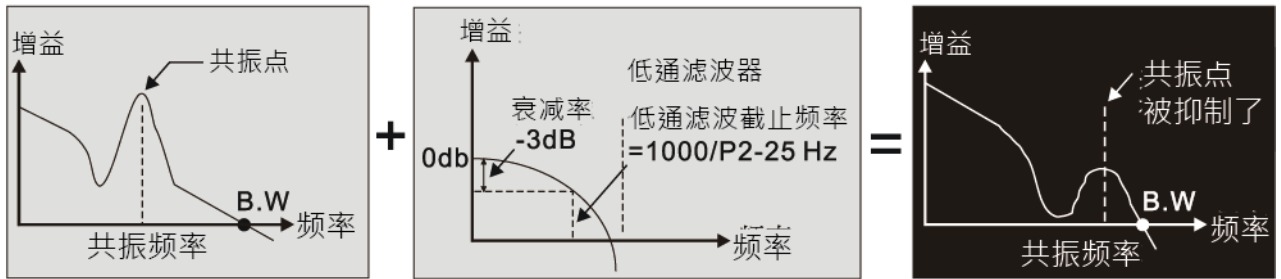 增益
共振点
B.W
频率
共振频率
+
增益:
低通滤波器
衰减率
-3dB
低通滤波截止频率
=1000/P2-25 Hz
0db
频率
=
增益
共振点
被抑制了
B.W
频率
共振频率